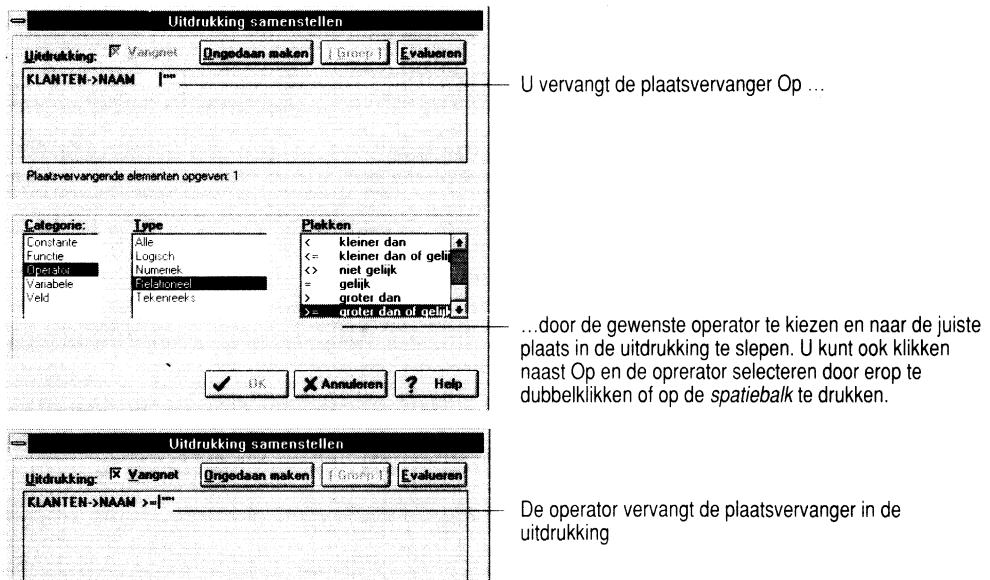 Uitdrukking samenstellen
Uitdrukking: Vangnet Ongedaan maken [ Groep ] Evalueren
KLANTEN->NAAM |""
U vervangt de plaatsvervanger Op ...
Plaatsvervangende elementen opgeven: 1
Categorie: Type Plakken
Constante Alle < kleiner dan
Functie Logisch <= kleiner dan of gelij
Operator Numeriek <> niet gelijk
Variabele Relationeel = gelijk
Veld Tekenreeks > groter dan
>= groter dan of gelijk
...door de gewenste operator te kiezen en naar de juiste
plaats in de uitdrukking te slepen. U kunt ook klikken
naast Op en de oprerator selecteren door erop te
dubbelklikken of op de spatiebalk te drukken.
OK Annuleren ? Help
Uitdrukking samenstellen
Uitdrukking: Vangnet Ongedaan maken [ Groep ] Evalueren
KLANTEN->NAAM >=|""
De operator vervangt de plaatsvervanger in de
uitdrukking